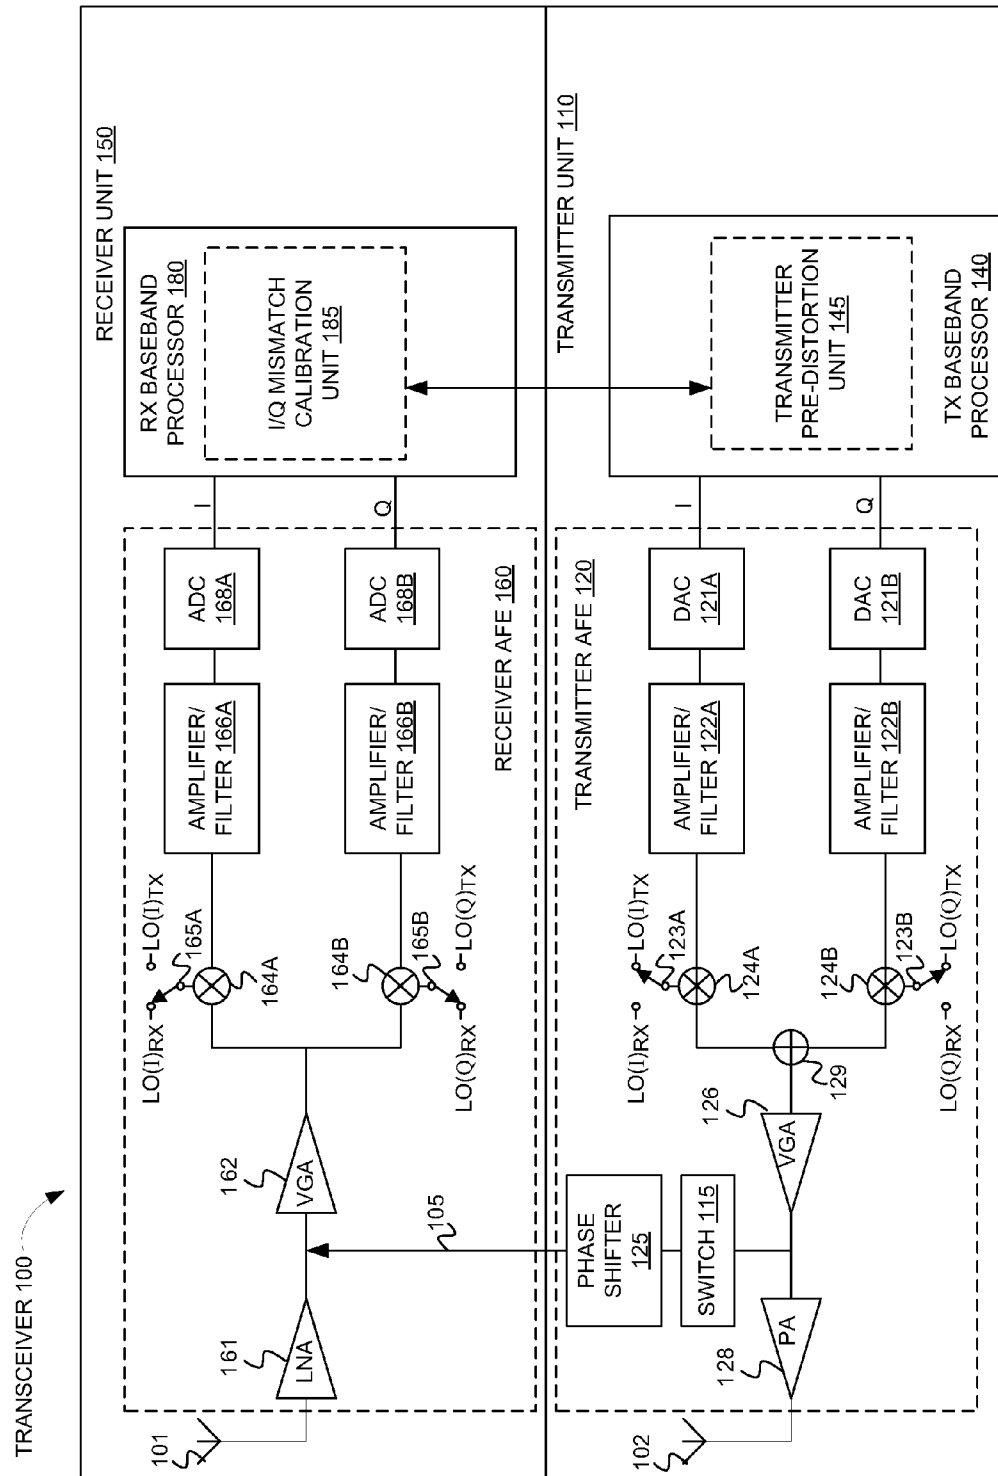 TRANSCEIVER 100
RECEIVER UNIT 150
RX BASEBAND
PROCESSOR 180
I/Q MISMATCH
CALIBRATION
UNIT 185
I
Q
ADC
168A
ADC
168B
AMPLIFIER/
FILTER 166A
AMPLIFIER/
FILTER 166B
RECEIVER AFE 160
LO(I)RX
LO(I)TX
165A
164A
164B
165B
LO(Q)RX
LO(Q)TX
162
VGA
161
LNA
101
105
TRANSMITTER UNIT 110
TRANSMITTER
PRE-DISTORTION
UNIT 145
TX BASEBAND
PROCESSOR 140
I
Q
TRANSMITTER AFE 120
DAC
121A
DAC
121B
AMPLIFIER/
FILTER 122A
AMPLIFIER/
FILTER 122B
LO(I)RX
LO(I)TX
123A
124A
124B
123B
LO(Q)RX
LO(Q)TX
129
126
VGA
PHASE
SHIFTER
125
SWITCH 115
PA
128
102